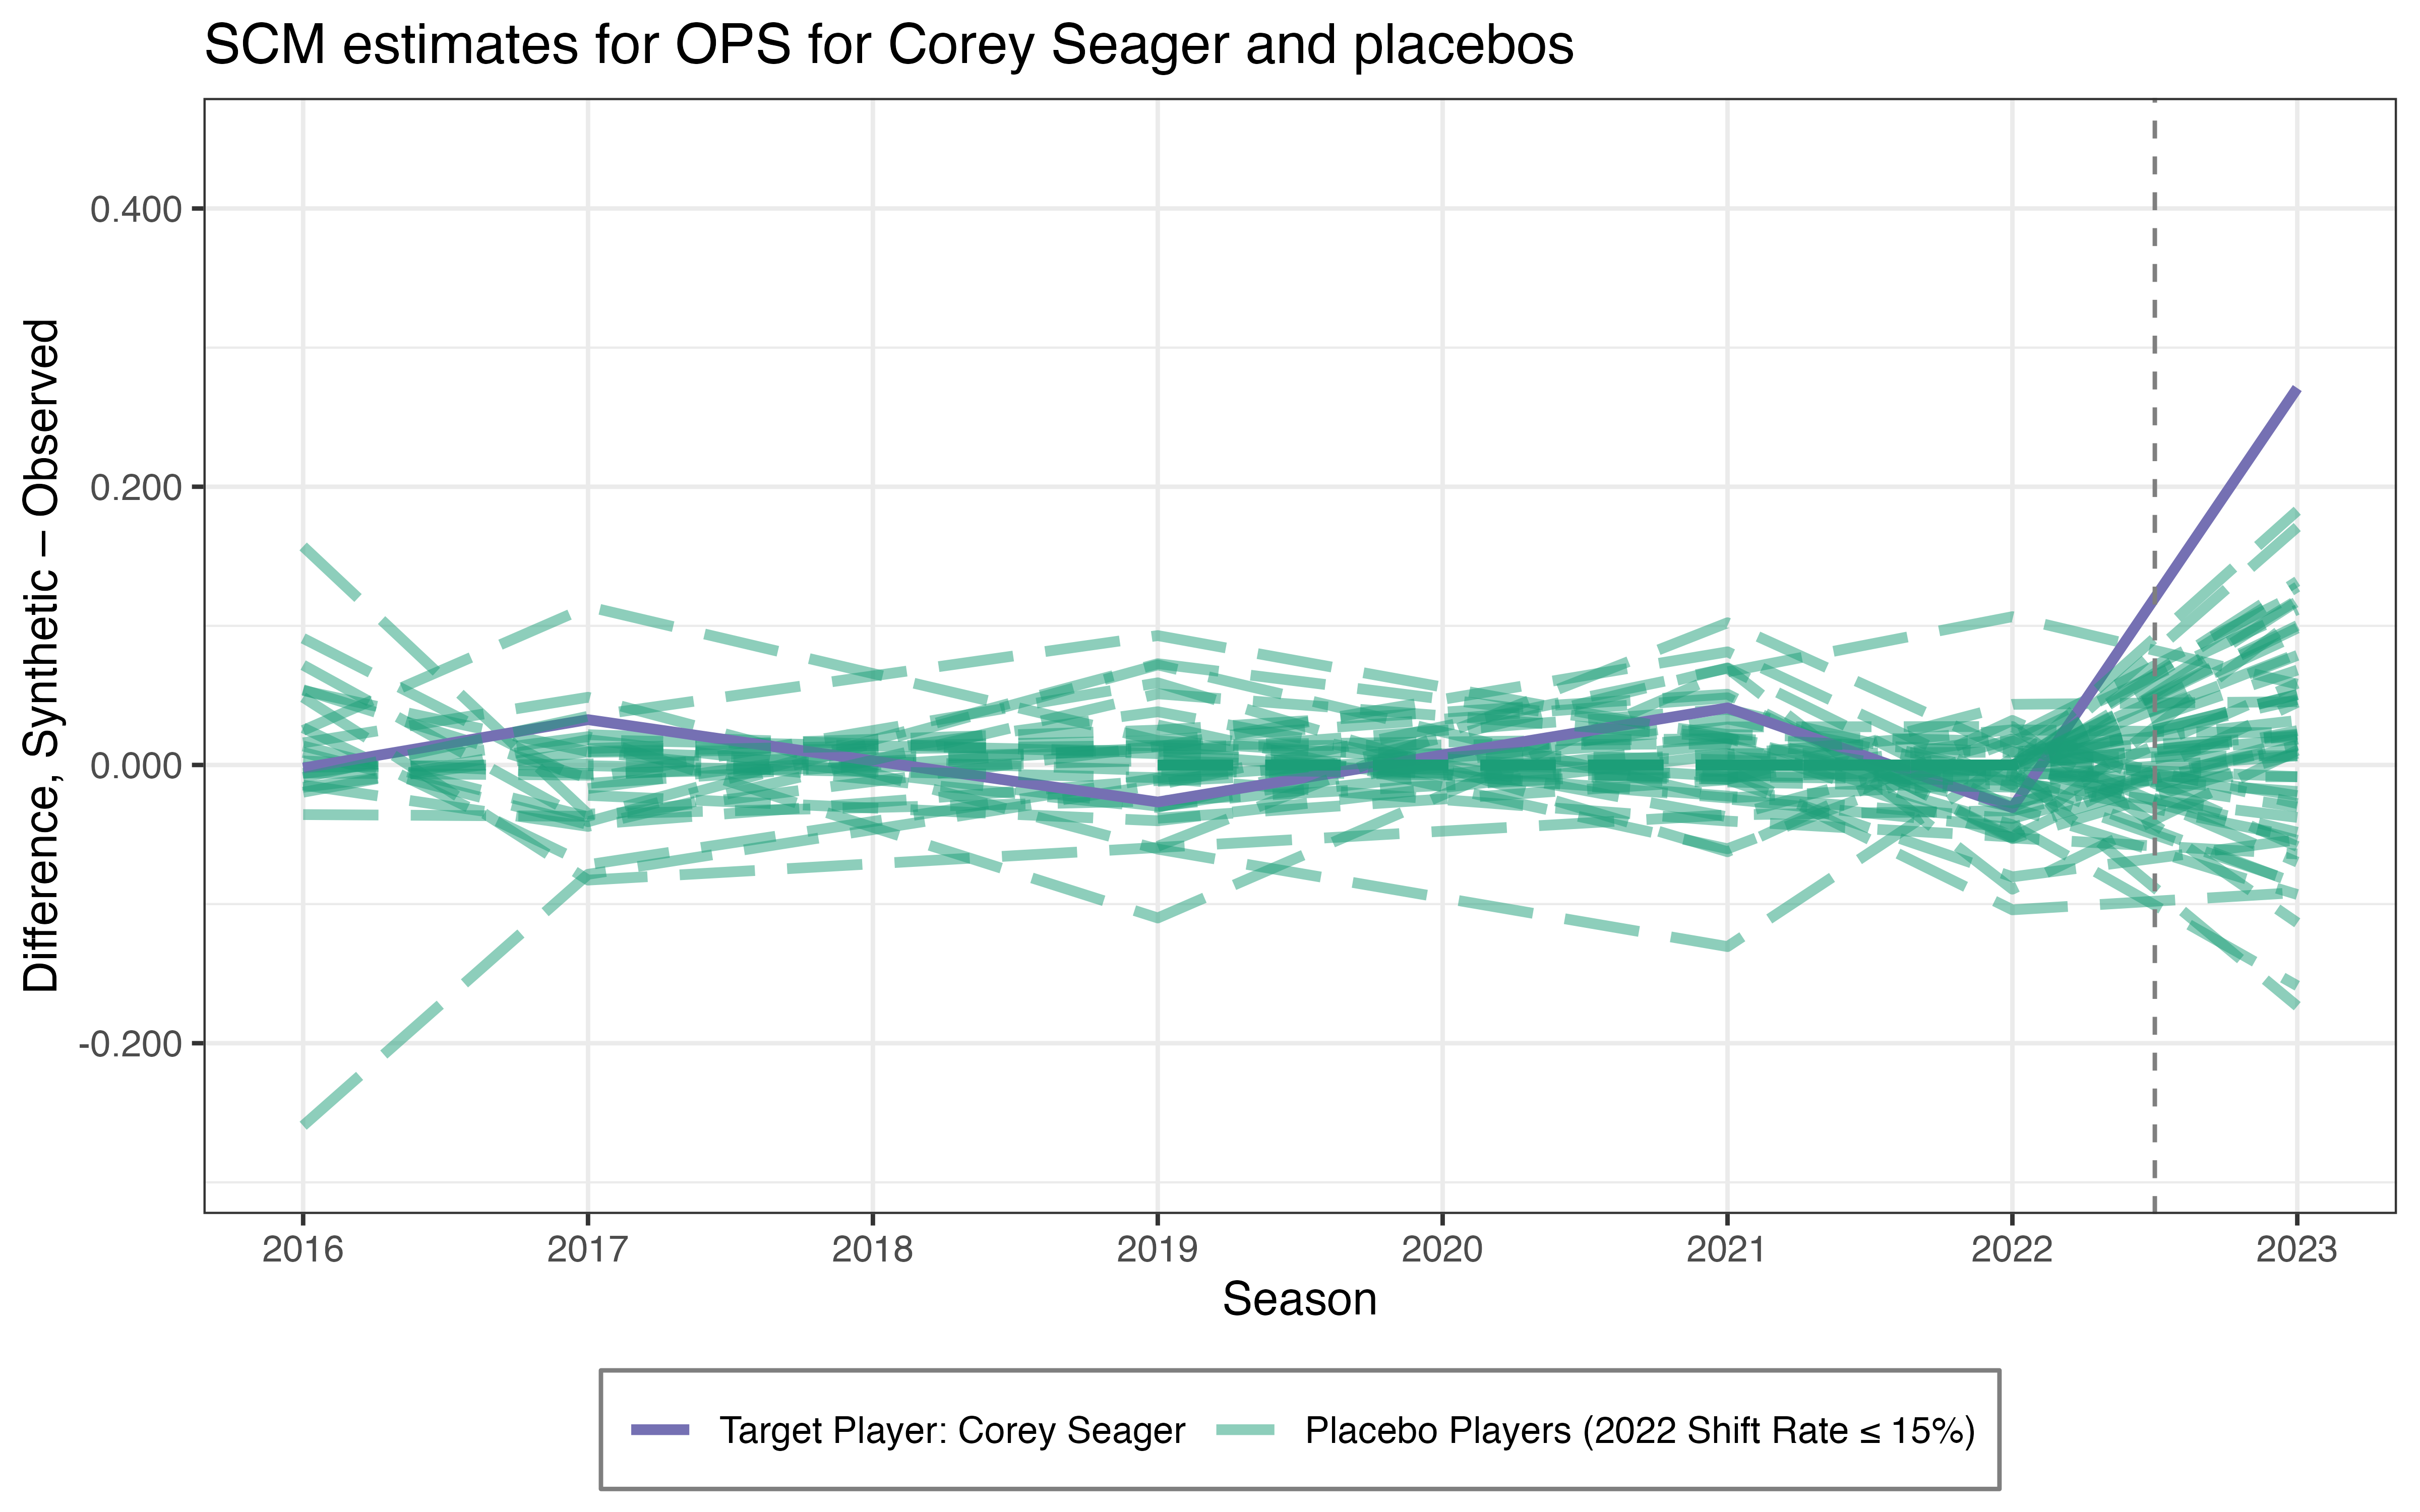 SCM estimates for OPS for Corey Seager and placebos
Difference, Synthetic – Observed
0.400
0.200
0.000
-0.200
2016 2017 2018 2019 2020 2021 2022 2023
Season
Target Player: Corey Seager Placebo Players (2022 Shift Rate ≤ 15%)